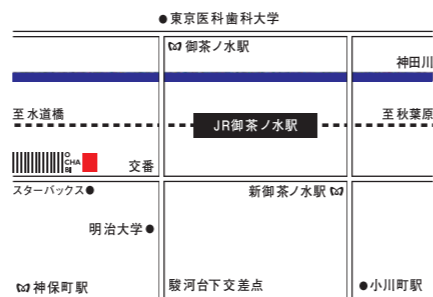 ●東京医科歯科大学
御茶ノ水駅
神田川
至水道橋
JR御茶ノ水駅
至秋葉原
O
CHA
BI
交番
スターバックス●
新御茶ノ水駅
明治大学●
神保町駅
駿河台下交差点
●小川町駅